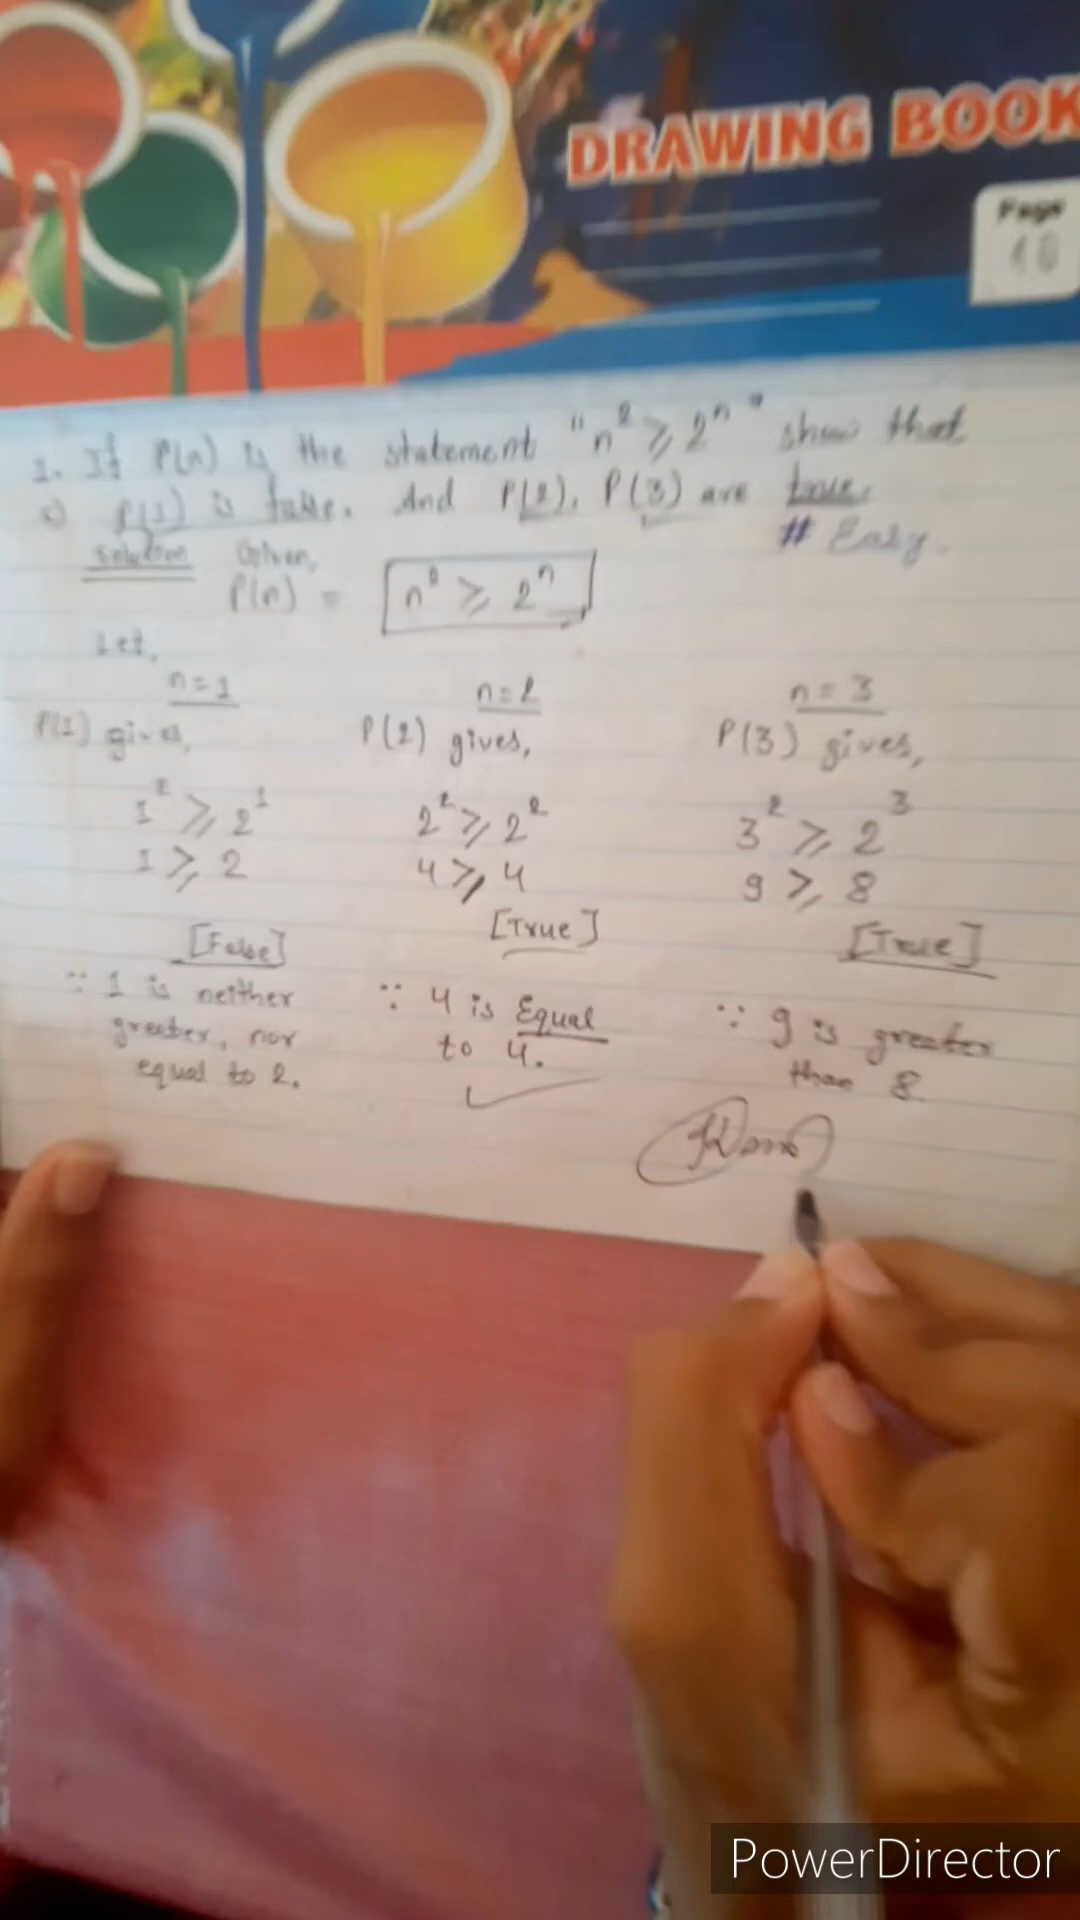 DRAWING BOOK
Page
1. If P(n) is the statement "n² ⩾ 2ⁿ" show that
P(1) is false. And P(2), P(3) are true.
# Easy.
Solution Given,
P(n) = n² ⩾ 2ⁿ
Let,
n=1 n=2 n=3
P(1) gives, P(2) gives, P(3) gives,
1² ⩾ 2¹ 2² ⩾ 2² 3² ⩾ 2³
1 ⩾ 2 4 ⩾ 4 9 ⩾ 8
[False] [True] [True]
∵ 1 is neither ∵ 4 is Equal ∵ 9 is greater
greater, nor to 4. than 8
equal to 2.
PowerDirector